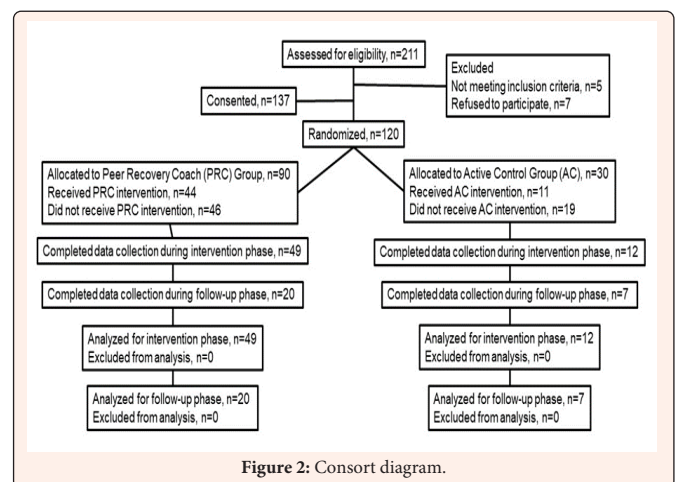 Assessed for eligibility, n=211
Excluded
Not meeting inclusion criteria, n=5
Refused to participate, n=7
Consented, n=137
Randomized, n=120
Allocated to Peer Recovery Coach (PRC) Group, n=90
Received PRC intervention, n=44
Did not receive PRC intervention, n=46
Allocated to Active Control Group (AC), n=30
Received AC intervention, n=11
Did not receive AC intervention, n=19
Completed data collection during intervention phase, n=49
Completed data collection during intervention phase, n=12
Completed data collection during follow-up phase, n=20
Completed data collection during follow-up phase, n=7
Analyzed for intervention phase, n=49
Excluded from analysis, n=0
Analyzed for intervention phase, n=12
Excluded from analysis, n=0
Analyzed for follow-up phase, n=20
Excluded from analysis, n=0
Analyzed for follow-up phase, n=7
Excluded from analysis, n=0
Figure 2: Consort diagram.